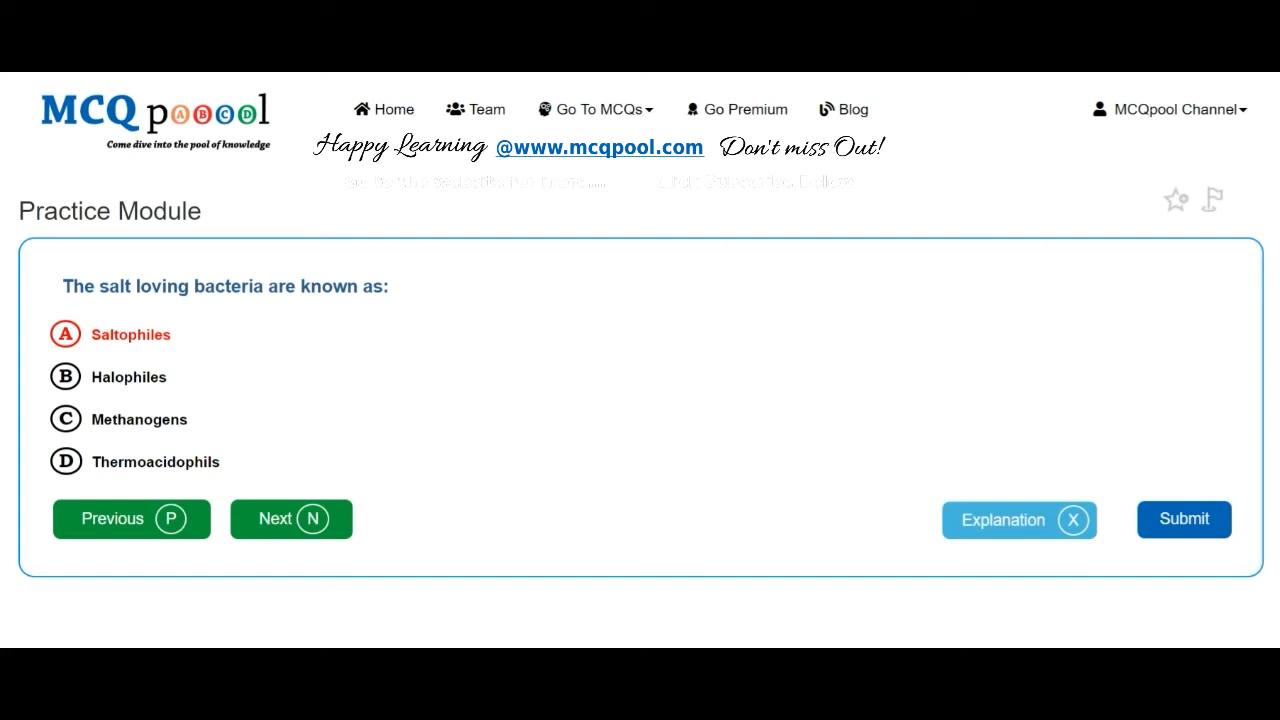 MCQ pooool
Come dive into the pool of knowledge
Home Team Go To MCQs Go Premium Blog MCQpool Channel
Happy Learning @www.mcqpool.com Don't miss Out!
Practice Module
The salt loving bacteria are known as:
A Saltophiles
B Halophiles
C Methanogens
D Thermoacidophils
Previous P Next N Explanation X Submit